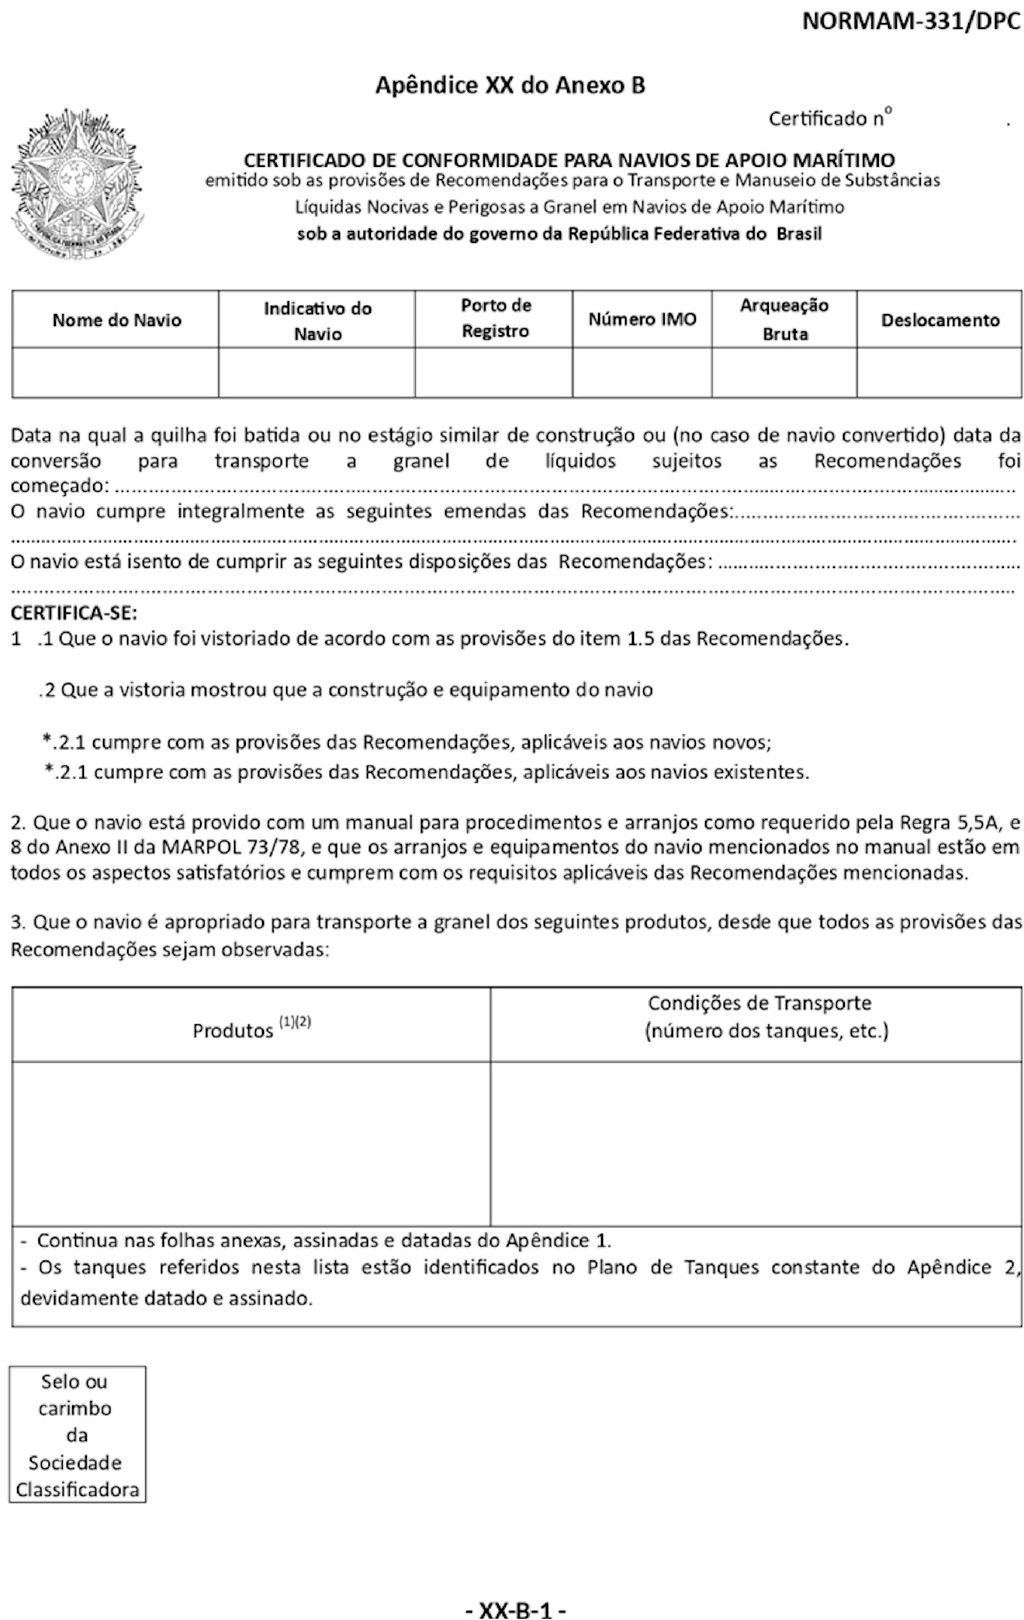 NORMAM-331/DPC
Apêndice XX do Anexo B
Certificado nº .
CERTIFICADO DE CONFORMIDADE PARA NAVIOS DE APOIO MARÍTIMO
emitido sob as provisões de Recomendações para o Transporte e Manuseio de Substâncias
Líquidas Nocivas e Perigosas a Granel em Navios de Apoio Marítimo
sob a autoridade do governo da República Federativa do Brasil
Nome do Navio
Indicativo do
Navio
Porto de
Registro
Número IMO
Arqueação
Bruta
Deslocamento
Data na qual a quilha foi batida ou no estágio similar de construção ou (no caso de navio convertido) data da
conversão para transporte a granel de líquidos sujeitos as Recomendações foi
começado: ................................................................................
O navio cumpre integralmente as seguintes emendas das Recomendações:..................................................
................................................................................
O navio está isento de cumprir as seguintes disposições das Recomendações: ......................................................
................................................................................
CERTIFICA-SE:
1 .1 Que o navio foi vistoriado de acordo com as provisões do item 1.5 das Recomendações.
.2 Que a vistoria mostrou que a construção e equipamento do navio
*.2.1 cumpre com as provisões das Recomendações, aplicáveis aos navios novos;
*.2.1 cumpre com as provisões das Recomendações, aplicáveis aos navios existentes.
2. Que o navio está provido com um manual para procedimentos e arranjos como requerido pela Regra 5,5A, e
8 do Anexo II da MARPOL 73/78, e que os arranjos e equipamentos do navio mencionados no manual estão em
todos os aspectos satisfatórios e cumprem com os requisitos aplicáveis das Recomendações mencionadas.
3. Que o navio é apropriado para transporte a granel dos seguintes produtos, desde que todos as provisões das
Recomendações sejam observadas:
Produtos (1)(2)
Condições de Transporte
(número dos tanques, etc.)
- Continua nas folhas anexas, assinadas e datadas do Apêndice 1.
- Os tanques referidos nesta lista estão identificados no Plano de Tanques constante do Apêndice 2,
devidamente datado e assinado.
Selo ou
carimbo
da
Sociedade
Classificadora
- XX-B-1 -